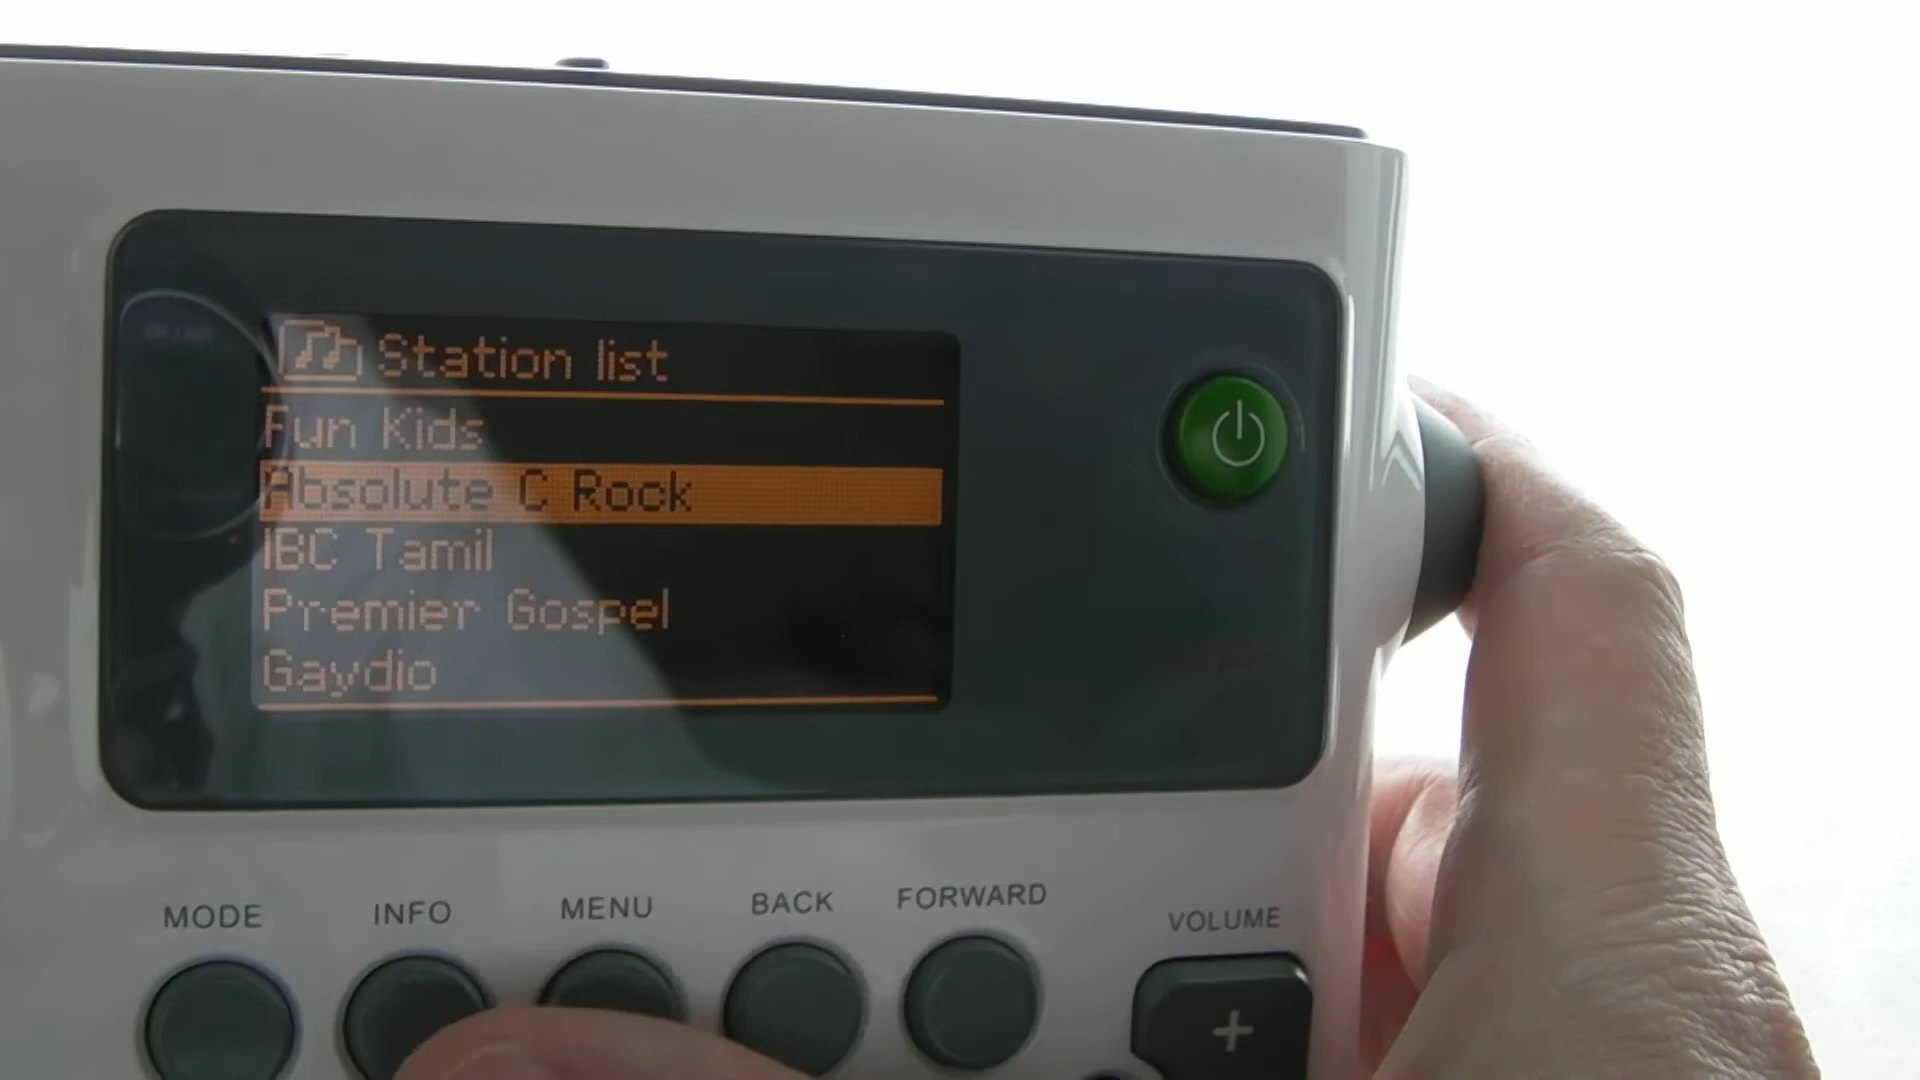 Station list
Fun Kids
Absolute C Rock
IBC Tamil
Premier Gospel
Gaydio
MODE INFO MENU BACK FORWARD VOLUME
+